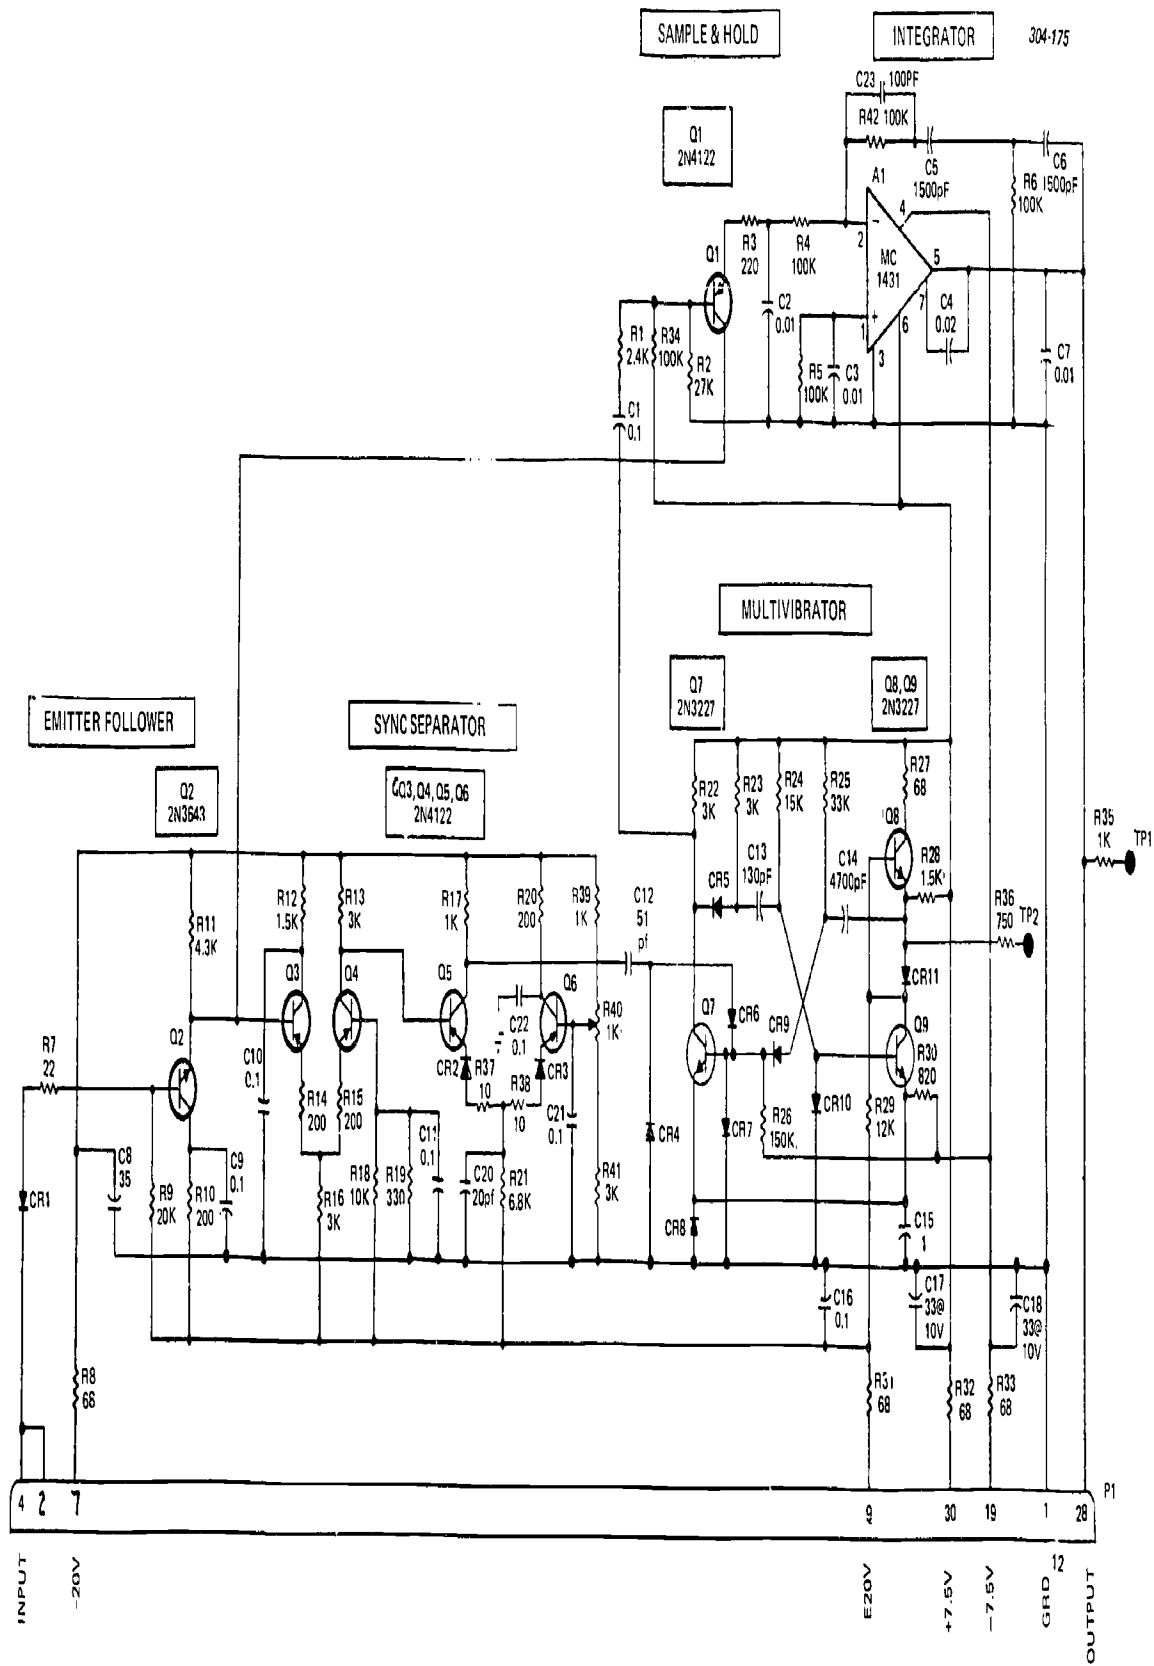 SAMPLE & HOLD
INTEGRATOR
304-175
C23 100PF
R42 100K
Q1
2N4122
C5
1500pF
C6
1500pF
A1
R6
100K
4
2
MC
1431
5
7
1
6
3
Q1
R3
220
R4
100K
C2
0.01
C4
0.02
R1
2.4K
R34
100K
R2
27K
R5
100K
C3
0.01
C7
0.01
C1
0.1
MULTIVIBRATOR
Q7
2N3227
Q8, Q9
2N3227
EMITTER FOLLOWER
SYNC SEPARATOR
Q2
2N3643
Q3, Q4, Q5, Q6
2N4122
R22
3K
R23
3K
R24
15K
R25
33K
R27
68
Q8
R35
1K
TP1
R11
4.3K
R12
1.5K
R13
3K
R17
1K
R20
200
R39
1K
C12
51
pf
CR5
C13
130pF
C14
4700pF
R28
1.5K
R36
750
TP2
CR11
Q2
Q3
Q4
Q5
Q6
R40
1K
Q7
CR6
CR9
Q9
R7
22
C10
0.1
C22
0.1
CR2
R37
10
R38
10
CR3
R30
820
R14
200
R15
200
C11
0.1
C21
0.1
CR4
CR7
R26
150K
CR10
R29
12K
CR1
C8
35
R9
20K
R10
200
C9
0.1
R16
3K
R18
10K
R19
330
C20
20pf
R21
6.8K
R41
3K
CR8
C15
1
C16
0.1
C17
33@
10V
C18
33@
10V
R8
68
R31
68
R32
68
R33
68
P1
4
2
7
9
30
19
1
28
12
INPUT
-20V
E20V
+7.5V
-7.5V
GRD
OUTPUT